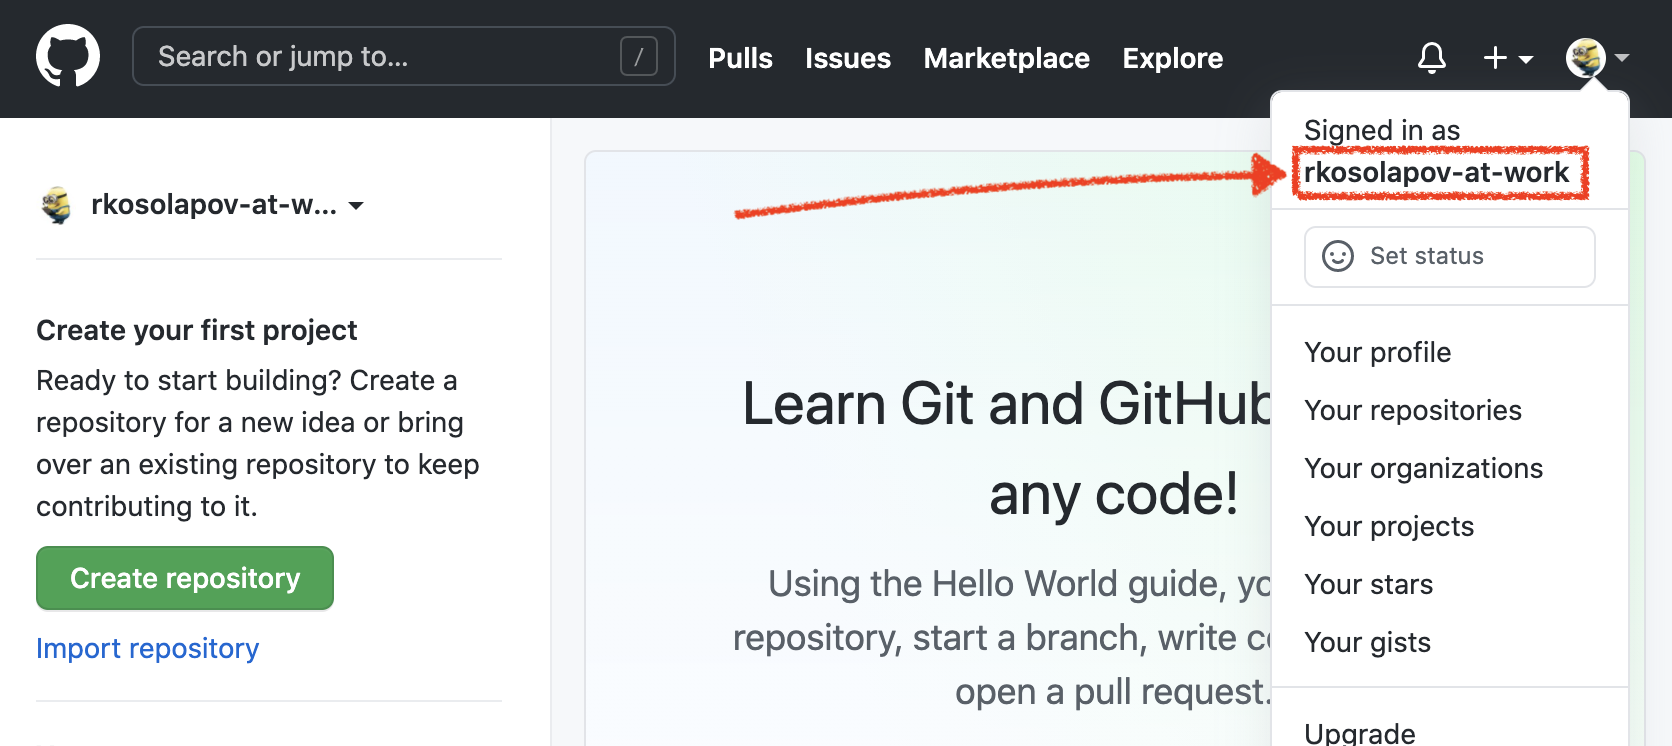 Search or jump to...
/
Pulls
Issues
Marketplace
Explore
Signed in as
rkosolapov-at-work
Set status
Your profile
Your repositories
Your organizations
Your projects
Your stars
Your gists
Upgrade
rkosolapov-at-w...
Create your first project
Ready to start building? Create a
repository for a new idea or bring
over an existing repository to keep
contributing to it.
Create repository
Import repository
Learn Git and GitHub
any code!
Using the Hello World guide, yo
repository, start a branch, write co
open a pull request.